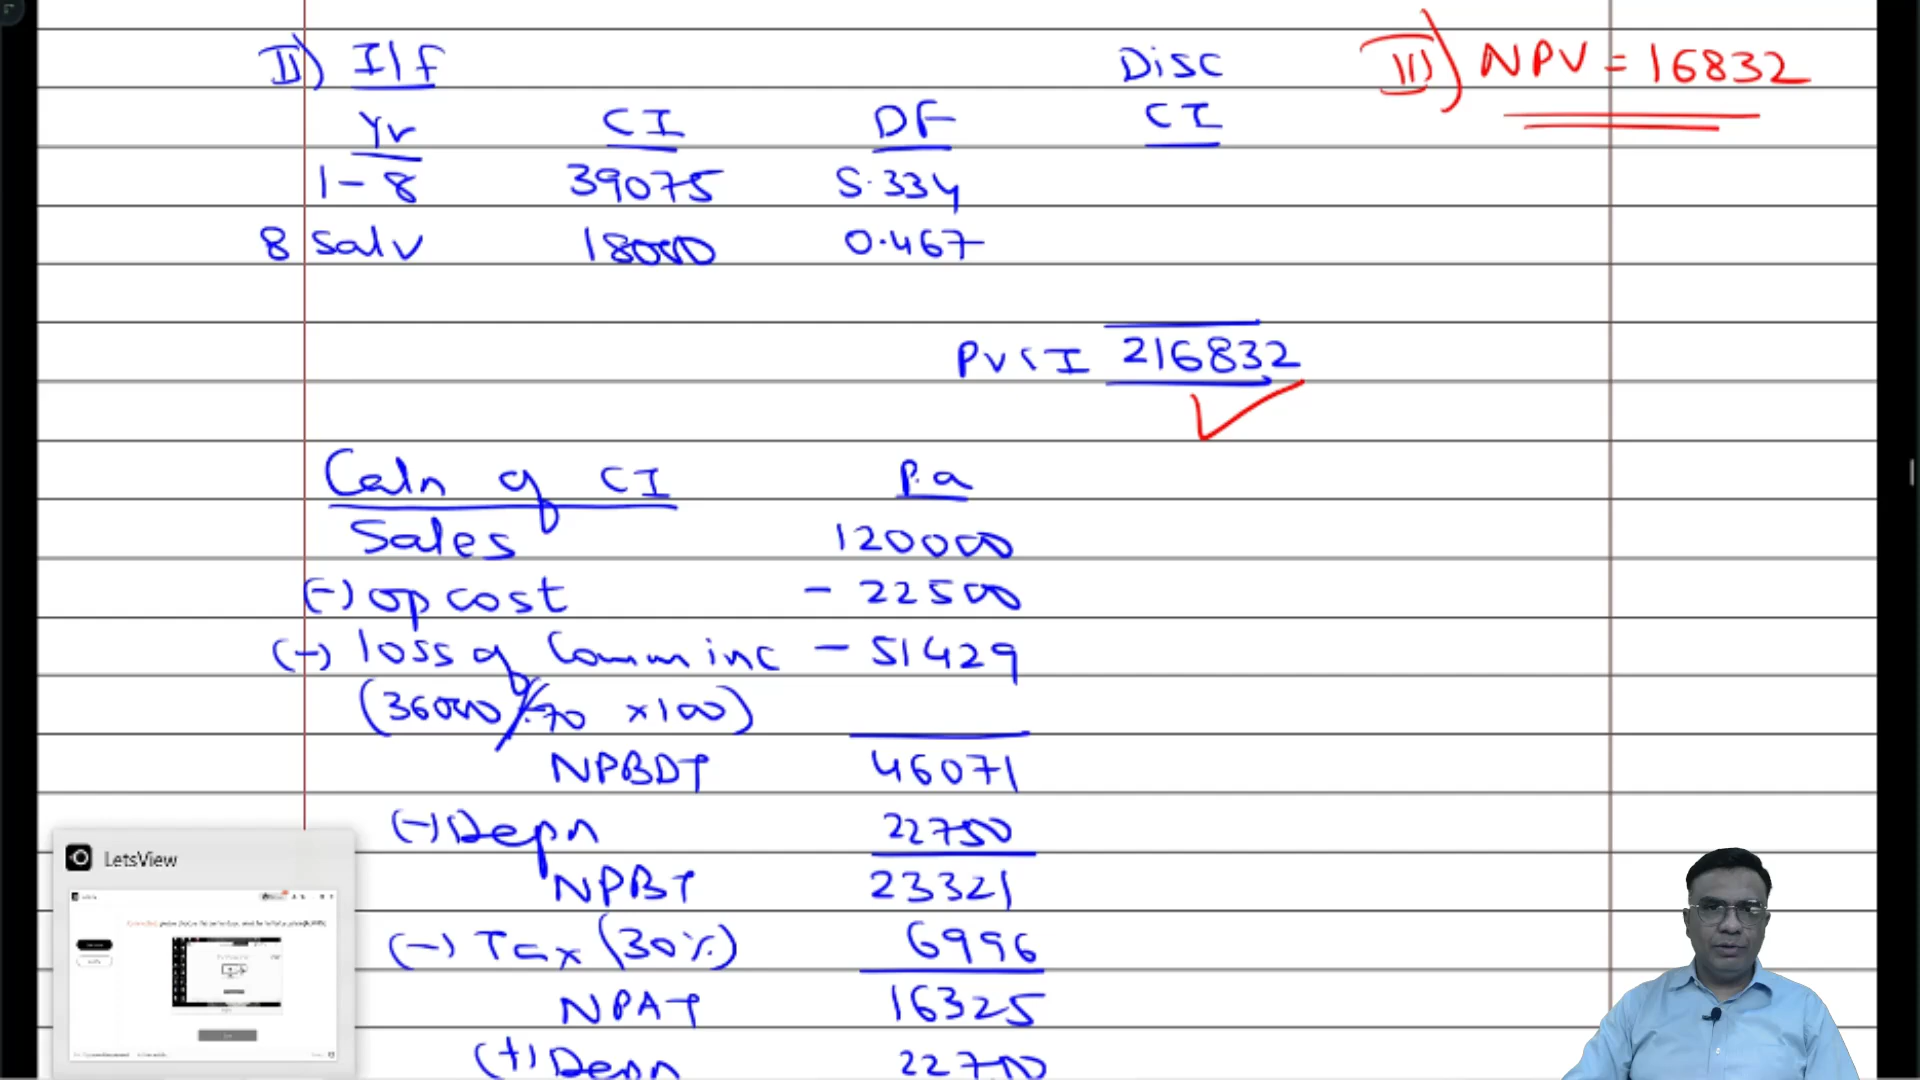 II) I/f Disc III) NPV = 16832
Yr CI DF CI
1-8 39075 5.334
8 Salv 18000 0.467
PVCI 216832
Caln of CI P.a
Sales 120000
(-) op cost - 22500
(-) loss of Comm inc - 51429
(36000/70 x100)
NPBDT 46071
(-) Depn 22750
NPBT 23321
(-) Tax (30%) 6996
NPAT 16325
(+) Depn 22750
LetsView